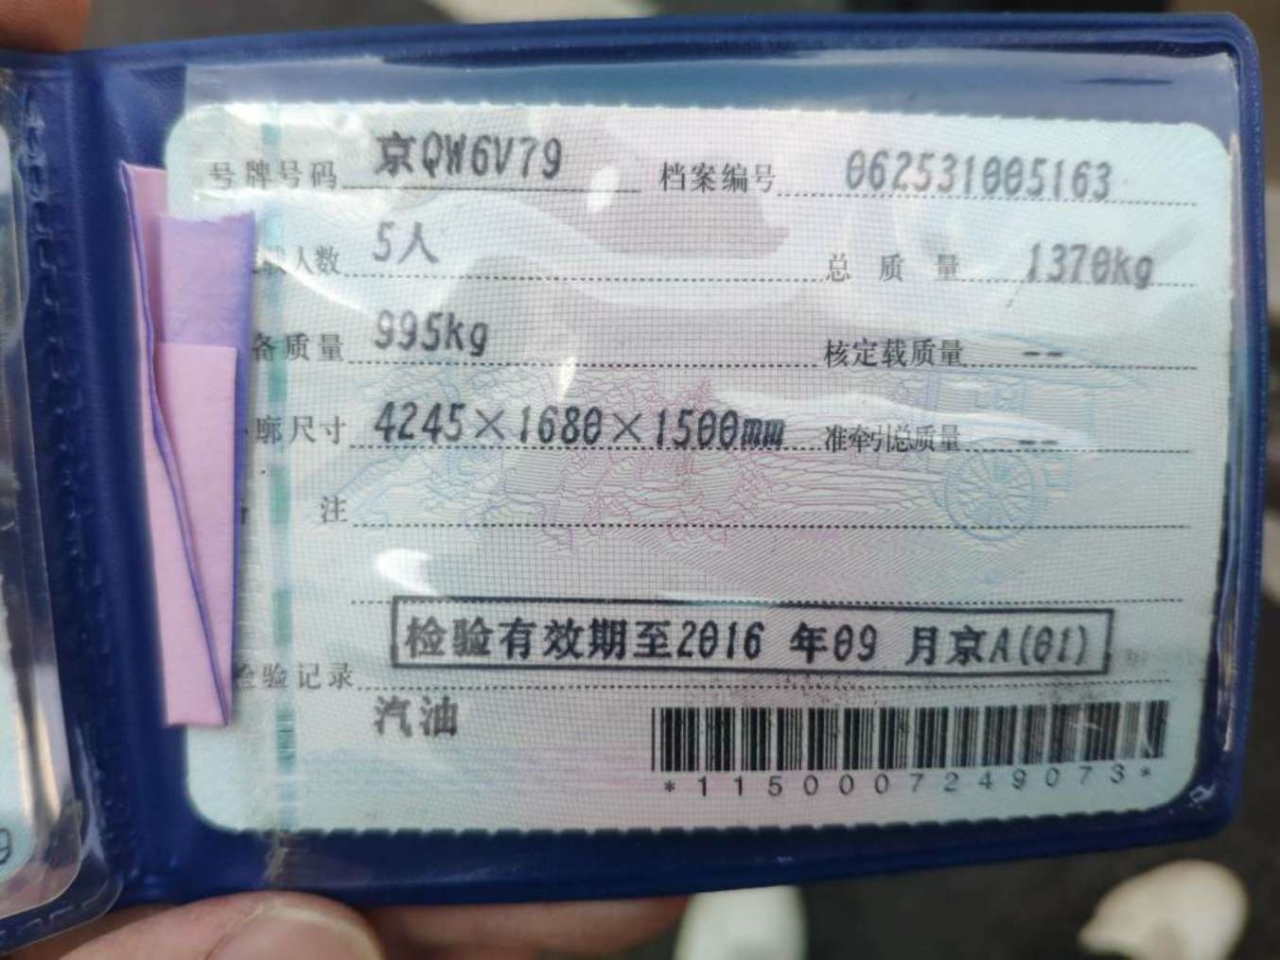 号牌号码 京QW6V79 档案编号 062531005163
人数 5人 总质量 1370kg
备质量 995kg 核定载质量 --
廓尺寸 4245×1680×1500mm 准牵引总质量 --
注
检验有效期至2016年09月京A(01)
检验记录
汽油
*1150007249073*
9